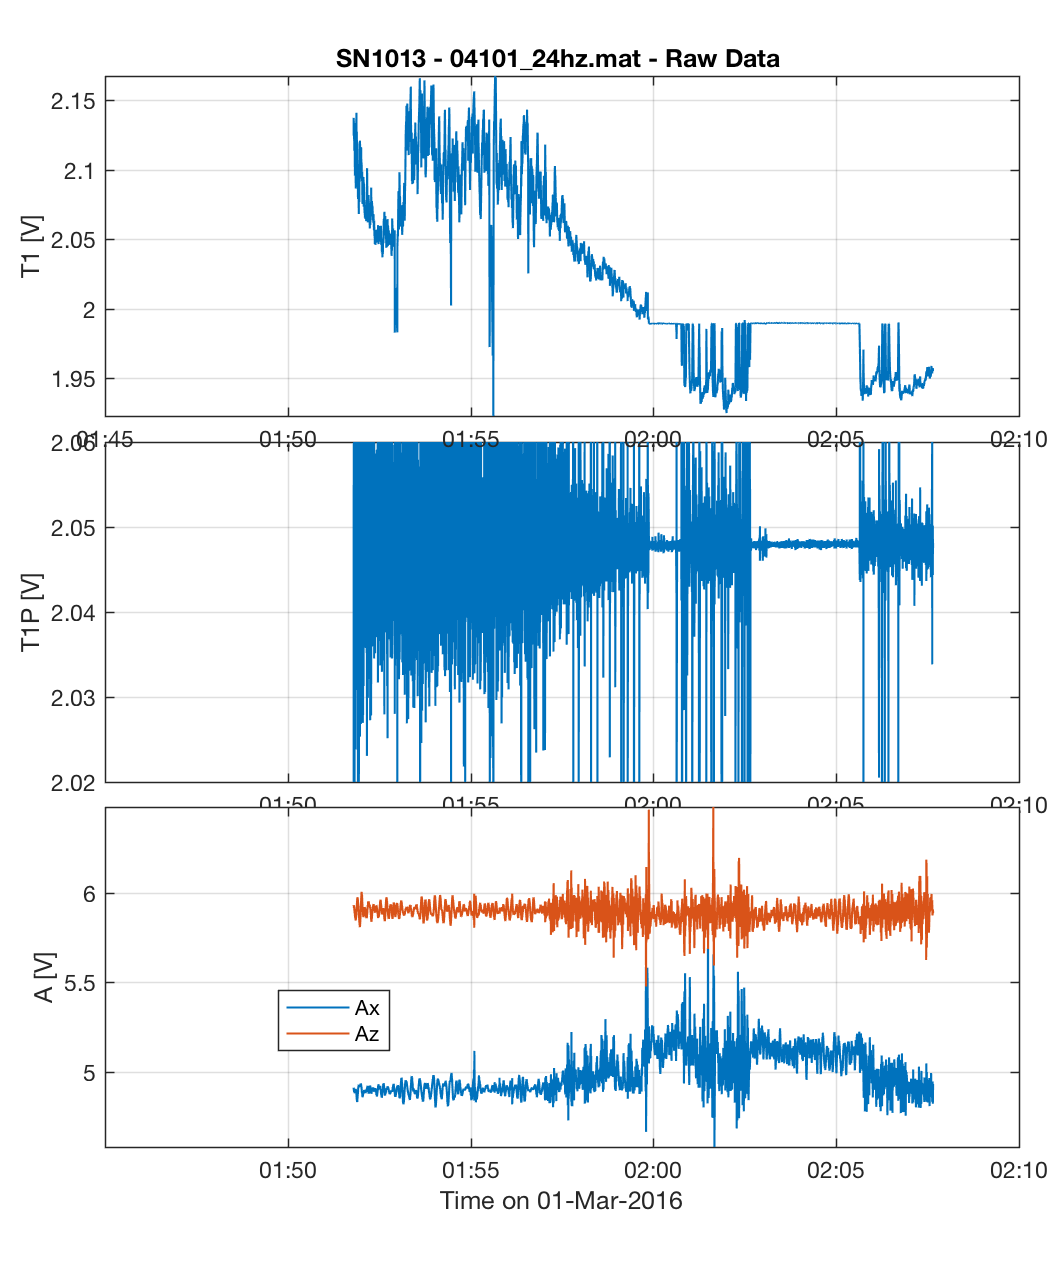 SN1013 - 04101_24hz.mat - Raw Data
2.15
2.1
2.05
2
1.95
T1 [V]
01:45 01:50 01:55 02:00 02:05 02:10
2.06
2.05
2.04
2.03
2.02
T1P [V]
01:50 01:55 02:00 02:05 02:10
6
5.5
5
A [V]
Ax
Az
01:50 01:55 02:00 02:05 02:10
Time on 01-Mar-2016